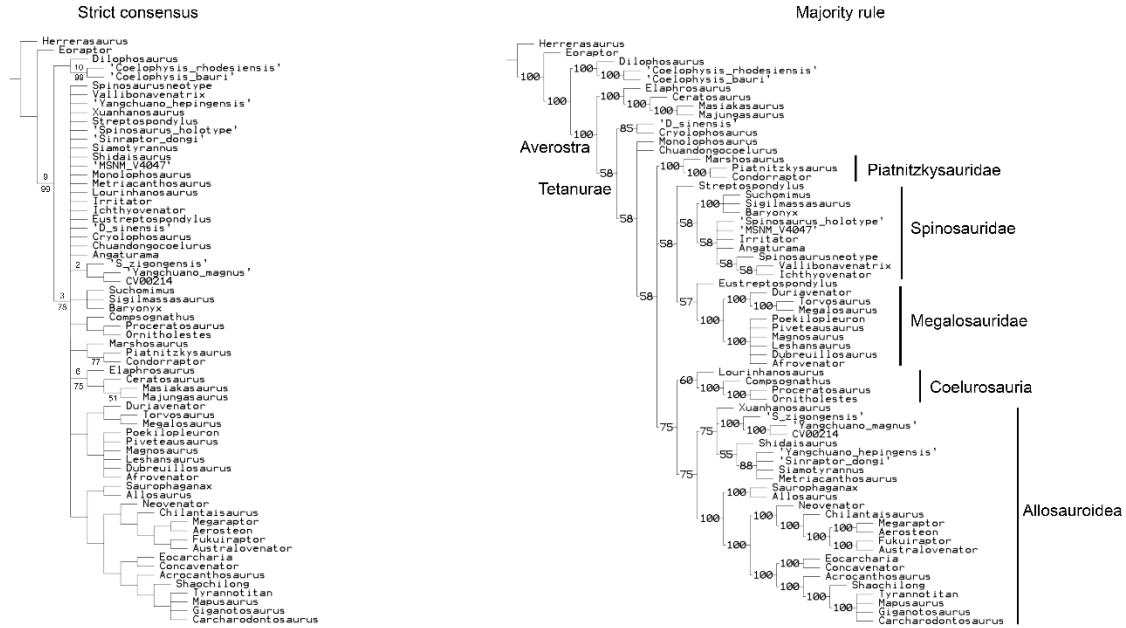 Strict consensus
Herrerasaurus
Eoraptor
Dilophosaurus
10
'Coelophysis_rhodesiensis'
99
'Coelophysis_bauri'
Spinosaurusneotype
Vallibonavenatrix
'Yangchuano_hepingensis'
Xuanhanosaurus
Streptospondylus
'Spinosaurus_holotype'
'Sinraptor_dongi'
Siamotyrannus
Shidaisaurus
'MSNM_V4047'
9
Monolophosaurus
99
Metriacanthosaurus
Lourinhanosaurus
Irritator
Ichthyovenator
Eustreptospondylus
'D_sinensis'
Cryolophosaurus
Chuandongocoelurus
Angaturama
2
'S_zigongensis'
'Yangchuano_magnus'
CV00214
3
Suchomimus
78
Sigilmassasaurus
Baryonyx
Compsognathus
Proceratosaurus
Ornitholestes
Marshosaurus
Piatnitzkysaurus
77
Condorraptor
6
Elaphrosaurus
75
Ceratosaurus
Masiakasaurus
51
Majungasaurus
Duriavenator
Torvosaurus
Megalosaurus
Poekilopleuron
Piveteausaurus
Magnosaurus
Leshansaurus
Dubreuillosaurus
Afrovenator
Saurophaganax
Allosaurus
Neovenator
Chilantaisaurus
Megaraptor
Aerosteon
Fukuiraptor
Australovenator
Eocarcharia
Concavenator
Acrocanthosaurus
Shaochilong
Tyrannotitan
Mapusaurus
Giganotosaurus
Carcharodontosaurus
Majority rule
Herrerasaurus
Eoraptor
Dilophosaurus
100
100
100
'Coelophysis_rhodesiensis'
100
'Coelophysis_bauri'
100
Elaphrosaurus
Ceratosaurus
100
100
Masiakasaurus
100
Majungasaurus
100
85
'D_sinensis'
Cryolophosaurus
Averostra
Monolophosaurus
Chuandongocoelurus
58
Tetanurae
Marshosaurus
100
100
Piatnitzkysaurus
Condorraptor
Piatnitzkysauridae
58
Streptospondylus
Suchomimus
100
Sigilmassasaurus
Baryonyx
58
'Spinosaurus_holotype'
'MSNM_V4047'
58
Irritator
Angaturama
58
Spinosaurusneotype
58
Vallibonavenatrix
Ichthyovenator
Spinosauridae
58
58
Eustreptospondylus
57
Duriavenator
100
100
Torvosaurus
Megalosaurus
100
Poekilopleuron
Piveteausaurus
100
Magnosaurus
Leshansaurus
Dubreuillosaurus
Afrovenator
Megalosauridae
Lourinhanosaurus
60
Compsognathus
100
100
Proceratosaurus
Ornitholestes
Coelurosauria
75
Xuanhanosaurus
75
100
'S_zigongensis'
100
'Yangchuano_magnus'
CV00214
Shidaisaurus
55
'Yangchuano_hepingensis'
88
'Sinraptor_dongi'
Siamotyrannus
Metriacanthosaurus
75
100
Saurophaganax
Allosaurus
100
Neovenator
100
Chilantaisaurus
100
100
Megaraptor
Aerosteon
100
100
Fukuiraptor
Australovenator
100
100
Eocarcharia
Concavenator
100
Acrocanthosaurus
100
Shaochilong
100
100
Tyrannotitan
Mapusaurus
Giganotosaurus
Carcharodontosaurus
Allosauroidea